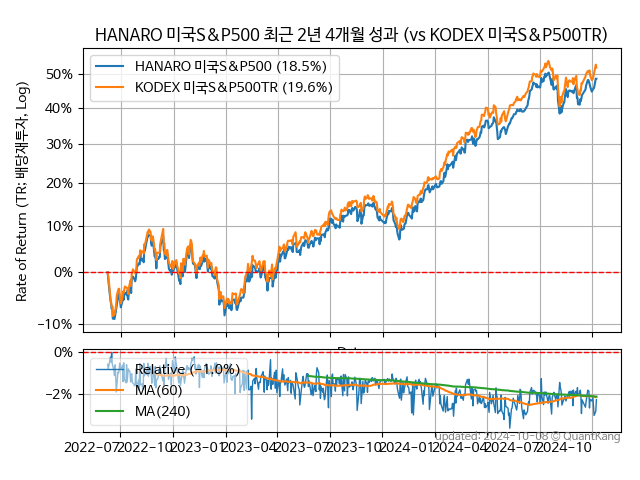 HANARO 미국S&P500 최근 2년 4개월 성과 (vs KODEX 미국S&P500TR)
Rate of Return (TR: 배당재투자, Log)
HANARO 미국S&P500 (18.5%)
KODEX 미국S&P500TR (19.6%)
50%
40%
30%
20%
10%
0%
−10%
0%
−2%
Relative (−1.0%)
MA(60)
MA(240)
updated: 2024-10-08 ⓒ QuantKang
2022-07 2022-10 2023-01 2023-04 2023-07 2023-10 2024-01 2024-04 2024-07 2024-10